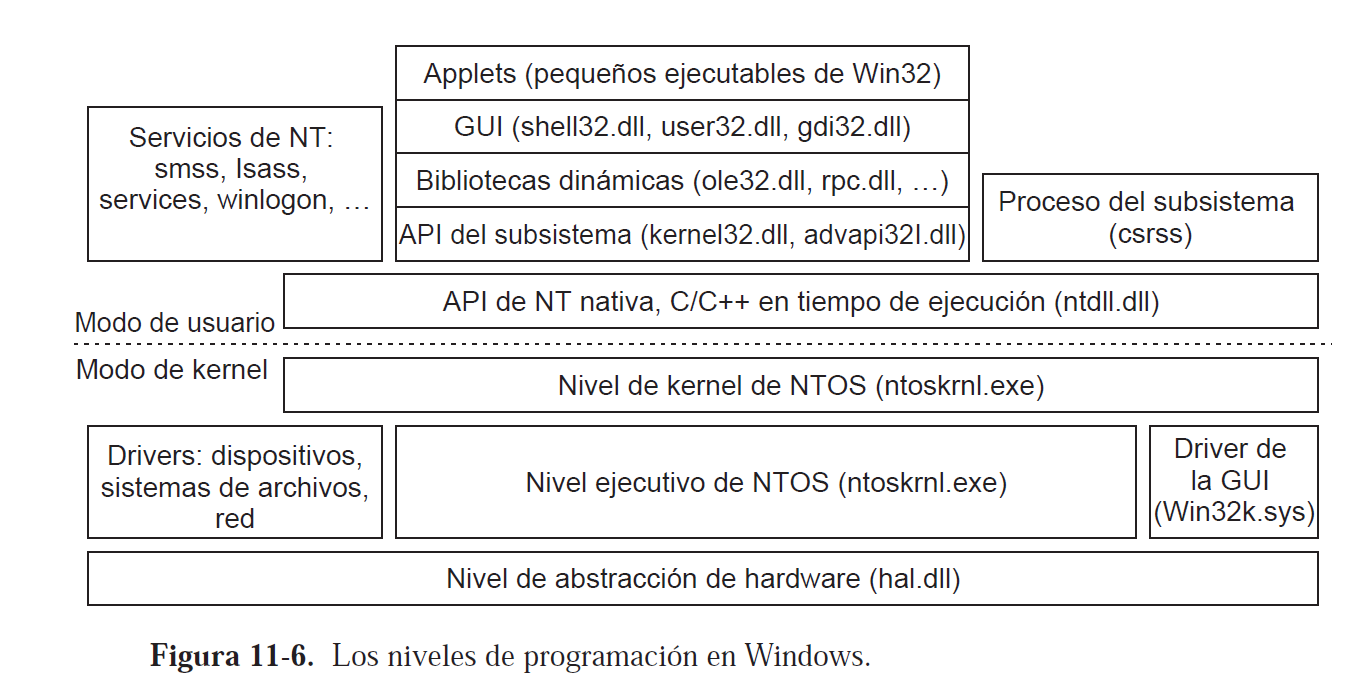 Applets (pequeños ejecutables de Win32)
Servicios de NT:
smss, lsass,
services, winlogon, …
GUI (shell32.dll, user32.dll, gdi32.dll)
Bibliotecas dinámicas (ole32.dll, rpc.dll, …)
API del subsistema (kernel32.dll, advapi32l.dll)
Proceso del subsistema
(csrss)
API de NT nativa, C/C++ en tiempo de ejecución (ntdll.dll)
Modo de usuario
Modo de kernel
Nivel de kernel de NTOS (ntoskrnl.exe)
Drivers: dispositivos,
sistemas de archivos,
red
Nivel ejecutivo de NTOS (ntoskrnl.exe)
Driver de
la GUI
(Win32k.sys)
Nivel de abstracción de hardware (hal.dll)
Figura 11-6. Los niveles de programación en Windows.